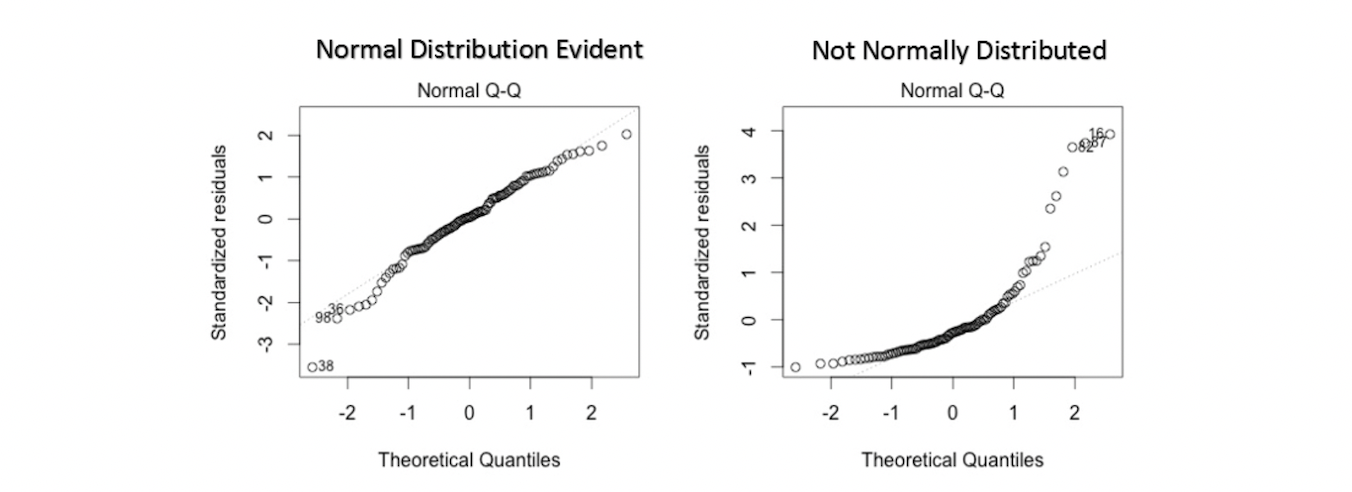 Normal Distribution Evident
Normal Q-Q
Standardized residuals
2
1
0
-1
-2
-3
36
98
38
-2 -1 0 1 2
Theoretical Quantiles
Not Normally Distributed
Normal Q-Q
Standardized residuals
4
3
2
1
0
-1
16
82
87
-2 -1 0 1 2
Theoretical Quantiles